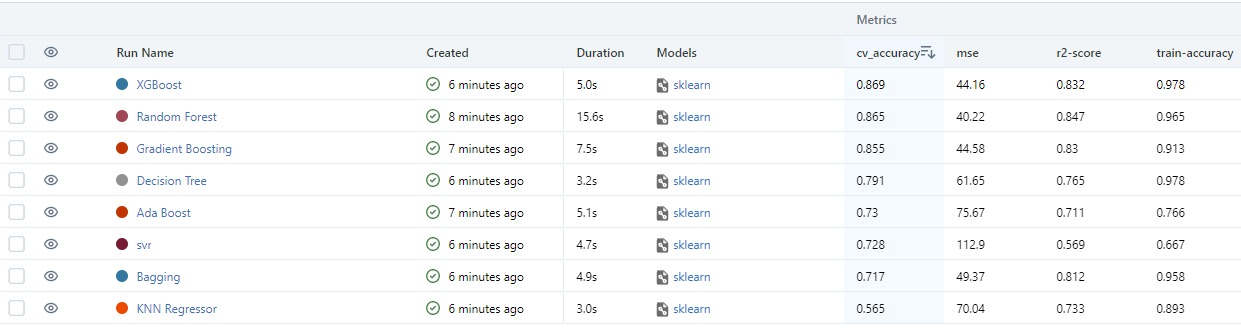 Metrics
Run Name Created Duration Models cv_accuracy mse r2-score train-accuracy
XGBoost 6 minutes ago 5.0s sklearn 0.869 44.16 0.832 0.978
Random Forest 8 minutes ago 15.6s sklearn 0.865 40.22 0.847 0.965
Gradient Boosting 7 minutes ago 7.5s sklearn 0.855 44.58 0.83 0.913
Decision Tree 6 minutes ago 3.2s sklearn 0.791 61.65 0.765 0.978
Ada Boost 7 minutes ago 5.1s sklearn 0.73 75.67 0.711 0.766
svr 6 minutes ago 4.7s sklearn 0.728 112.9 0.569 0.667
Bagging 6 minutes ago 4.9s sklearn 0.717 49.37 0.812 0.958
KNN Regressor 6 minutes ago 3.0s sklearn 0.565 70.04 0.733 0.893